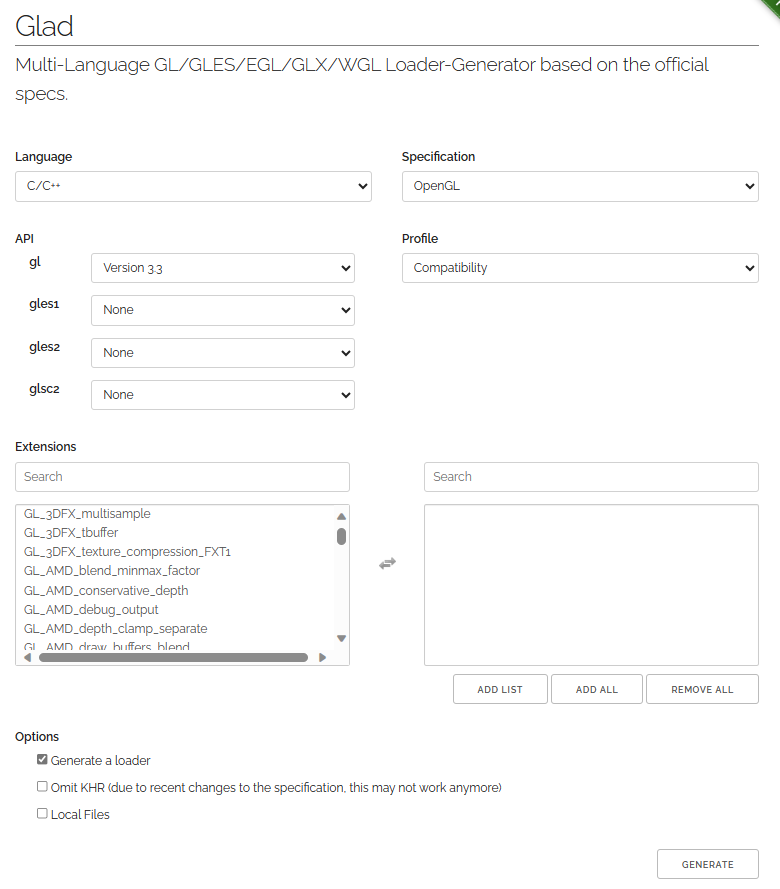 Glad
Multi-Language GL/GLES/EGL/GLX/WGL Loader-Generator based on the official
specs.
Language
Specification
C/C++
OpenGL
API
Profile
gl
Version 3.3
Compatibility
gles1
None
gles2
None
glsc2
None
Extensions
Search
Search
GL_3DFX_multisample
GL_3DFX_tbuffer
GL_3DFX_texture_compression_FXT1
GL_AMD_blend_minmax_factor
GL_AMD_conservative_depth
GL_AMD_debug_output
GL_AMD_depth_clamp_separate
GL_AMD_draw_buffers_blend
ADD LIST
ADD ALL
REMOVE ALL
Options
Generate a loader
Omit KHR (due to recent changes to the specification, this may not work anymore)
Local Files
GENERATE